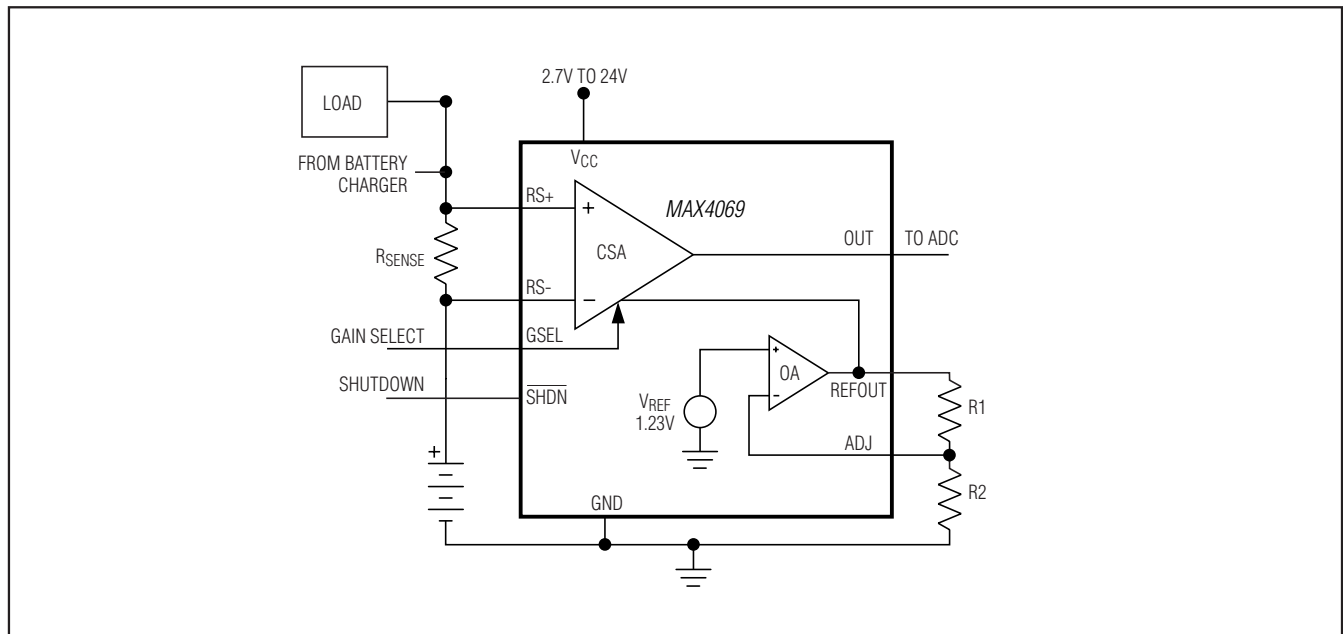 2.7V TO 24V
LOAD
FROM BATTERY
CHARGER
VCC
RS+
+
MAX4069
RSENSE
CSA
OUT
TO ADC
RS-
−
GAIN SELECT
GSEL
SHUTDOWN
SHDN
+
OA
−
REFOUT
VREF
1.23V
R1
ADJ
+
R2
GND